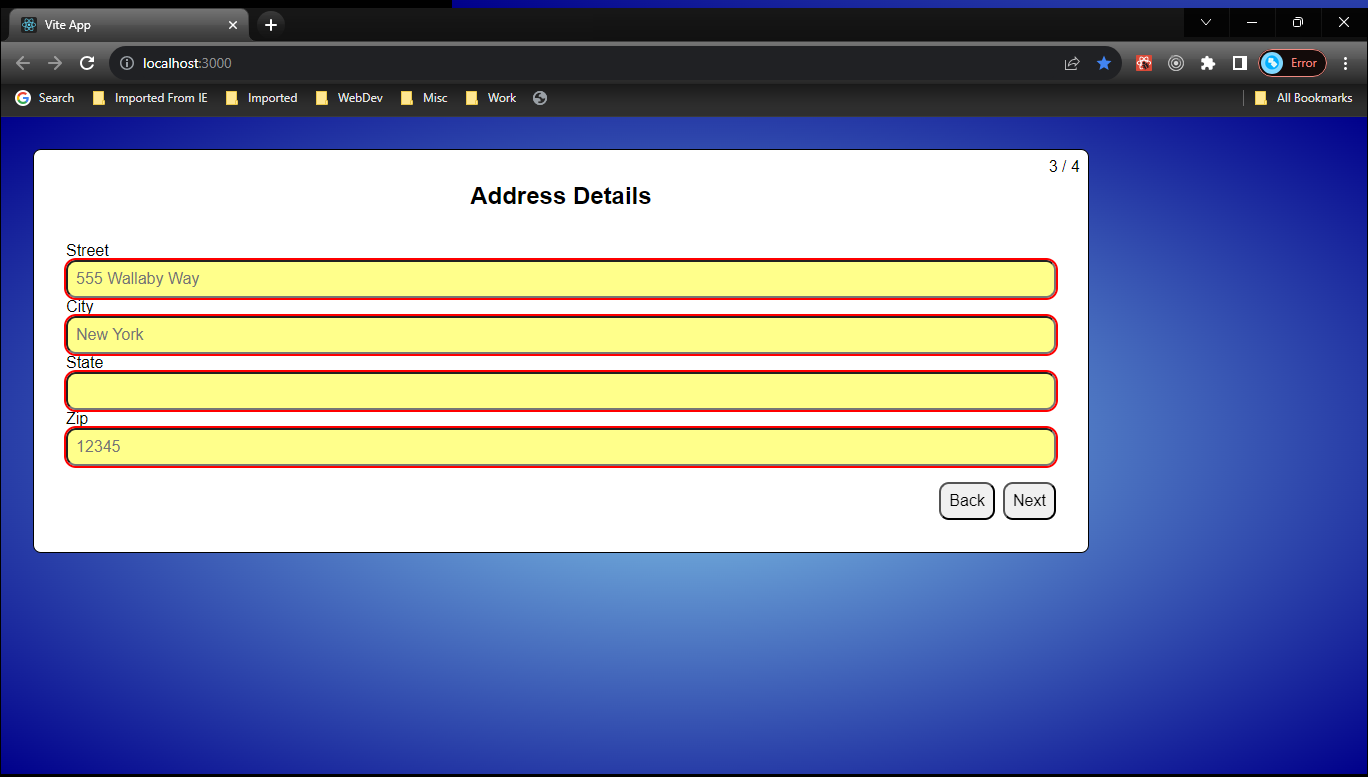 Vite App
localhost:3000
Error
Search Imported From IE Imported WebDev Misc Work All Bookmarks
3 / 4
Address Details
Street
555 Wallaby Way
City
New York
State
Zip
12345
Back Next